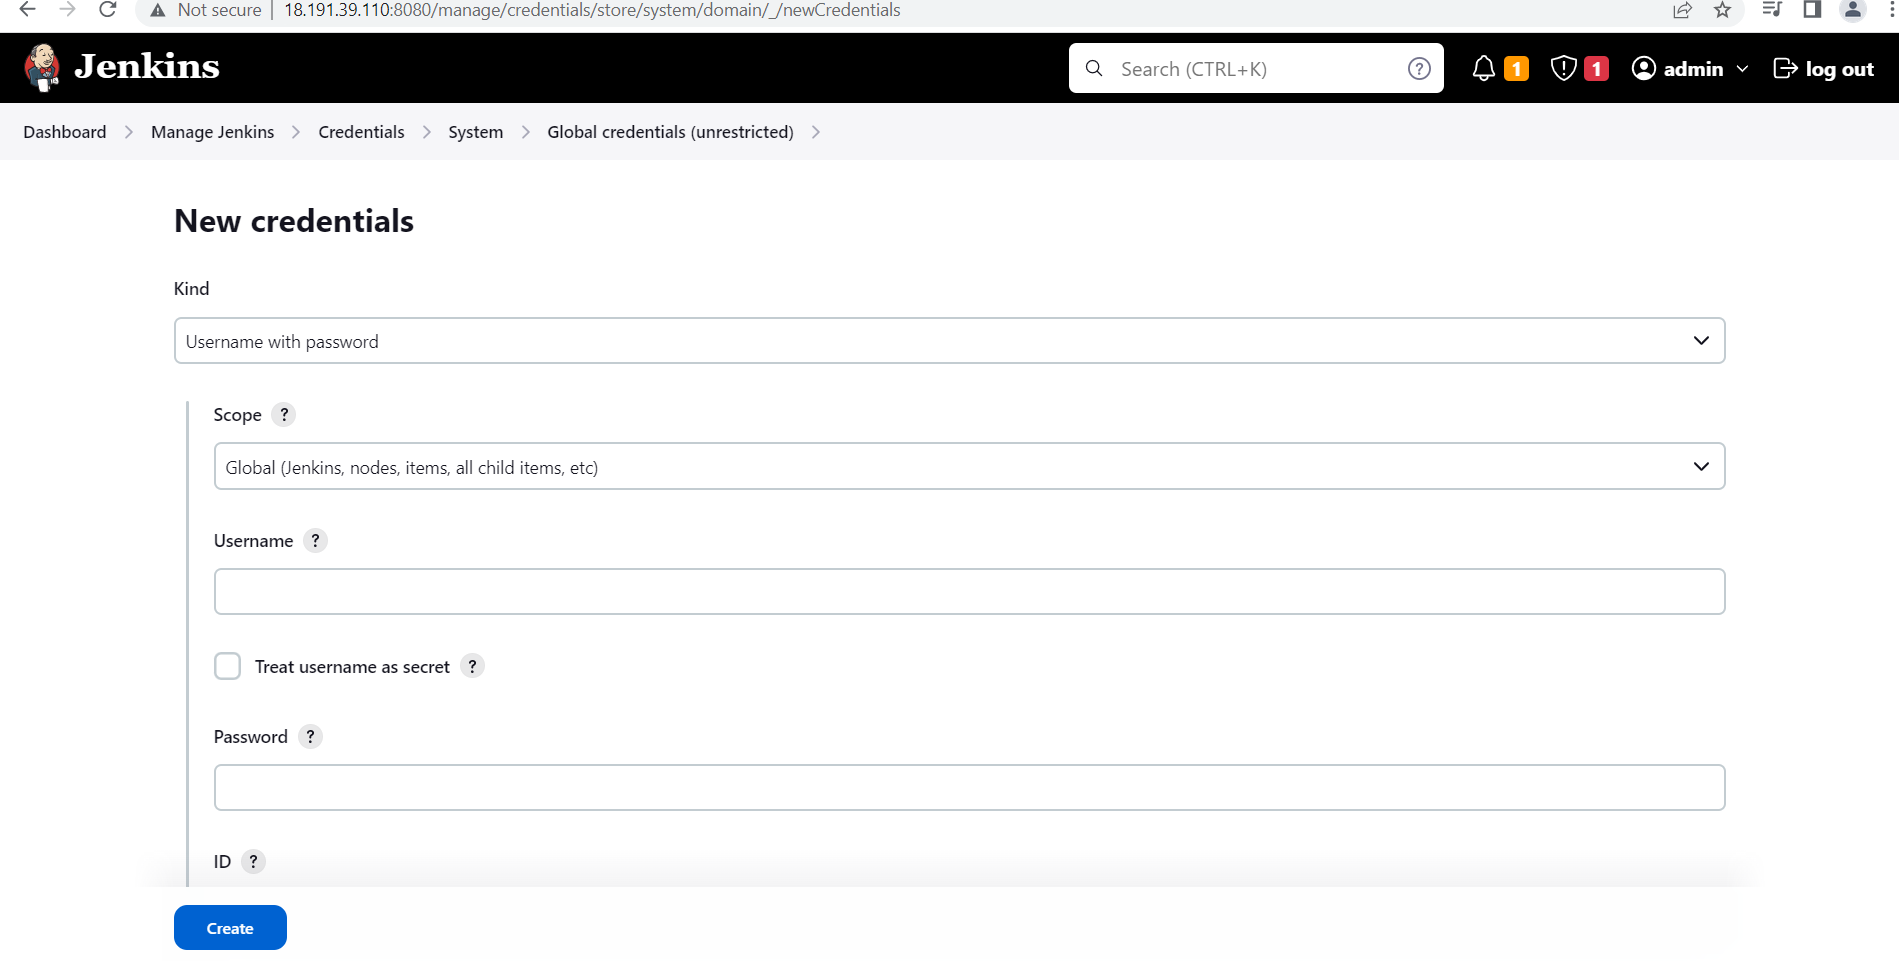 Not secure | 18.191.39.110:8080/manage/credentials/store/system/domain/_/newCredentials
Jenkins
Search (CTRL+K) ? 1 1 admin log out
Dashboard > Manage Jenkins > Credentials > System > Global credentials (unrestricted) >
New credentials
Kind
Username with password
Scope ?
Global (Jenkins, nodes, items, all child items, etc)
Username ?
Treat username as secret ?
Password ?
ID ?
Create